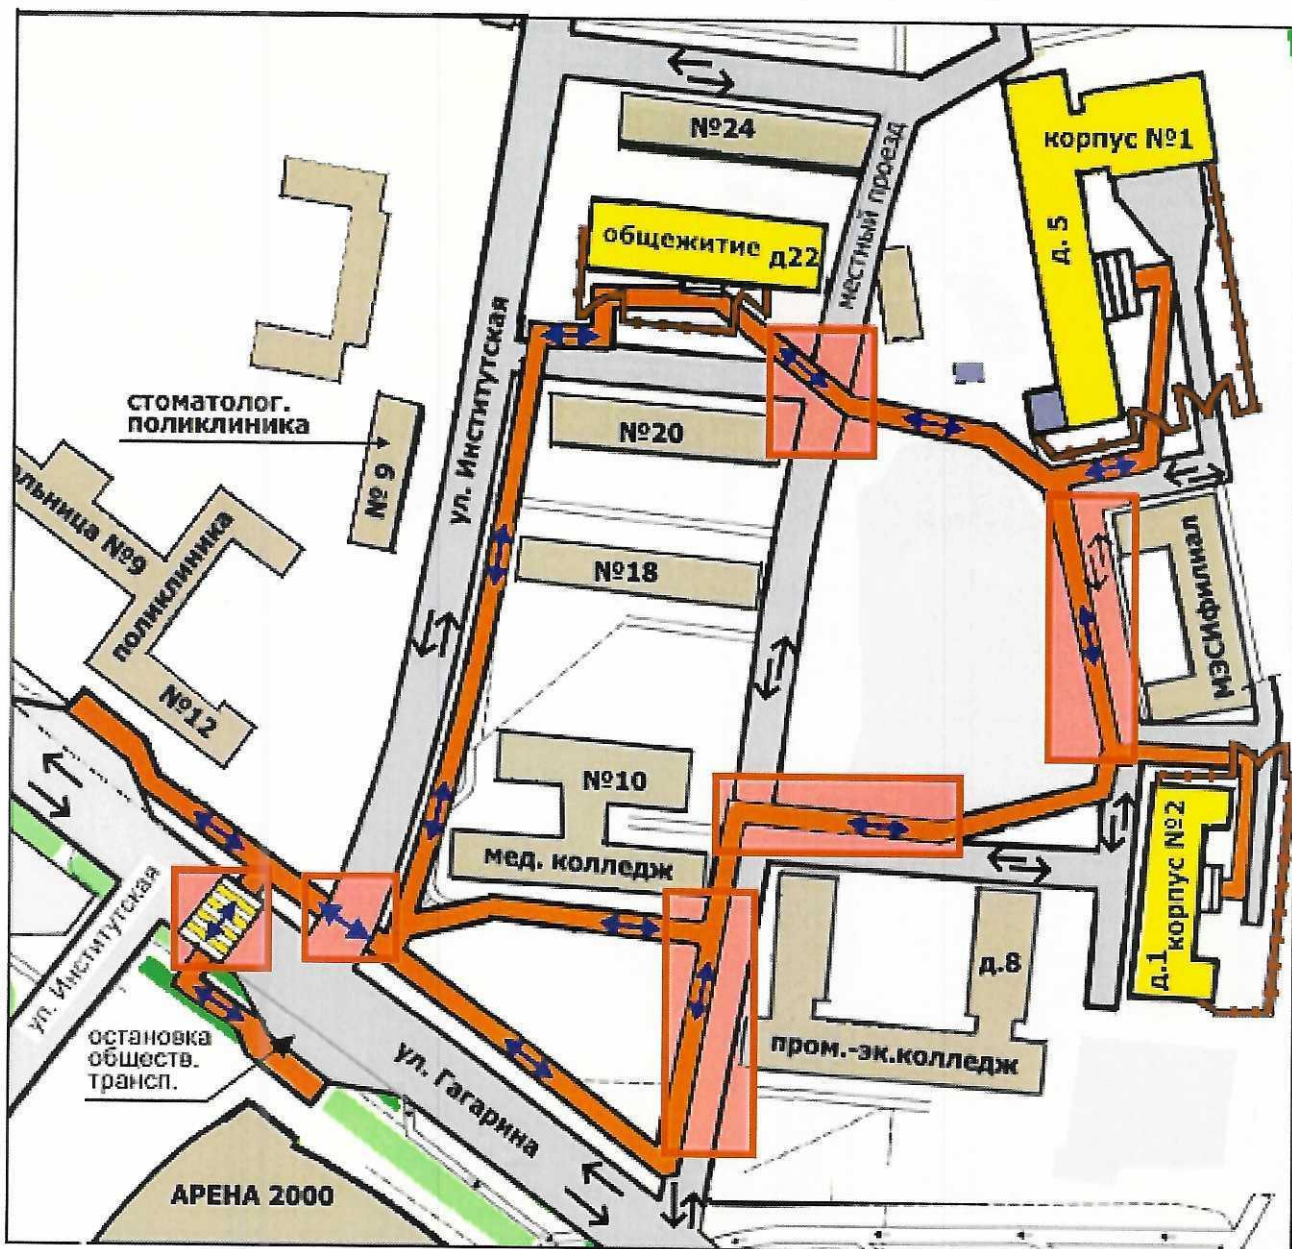 №24
местный проезд
корпус №1
д. 5
общежитие д22
ул. Институтская
стоматолог.
поликлиника
№ 9
№20
№18
ольница №9
поликлиника
№12
МЭСИфилиал
№10
мед. колледж
корпус №2
д.1
д.8
пром.-эк.колледж
ул. Институтская
остановка
обществ.
трансп.
ул. Гагарина
АРЕНА 2000